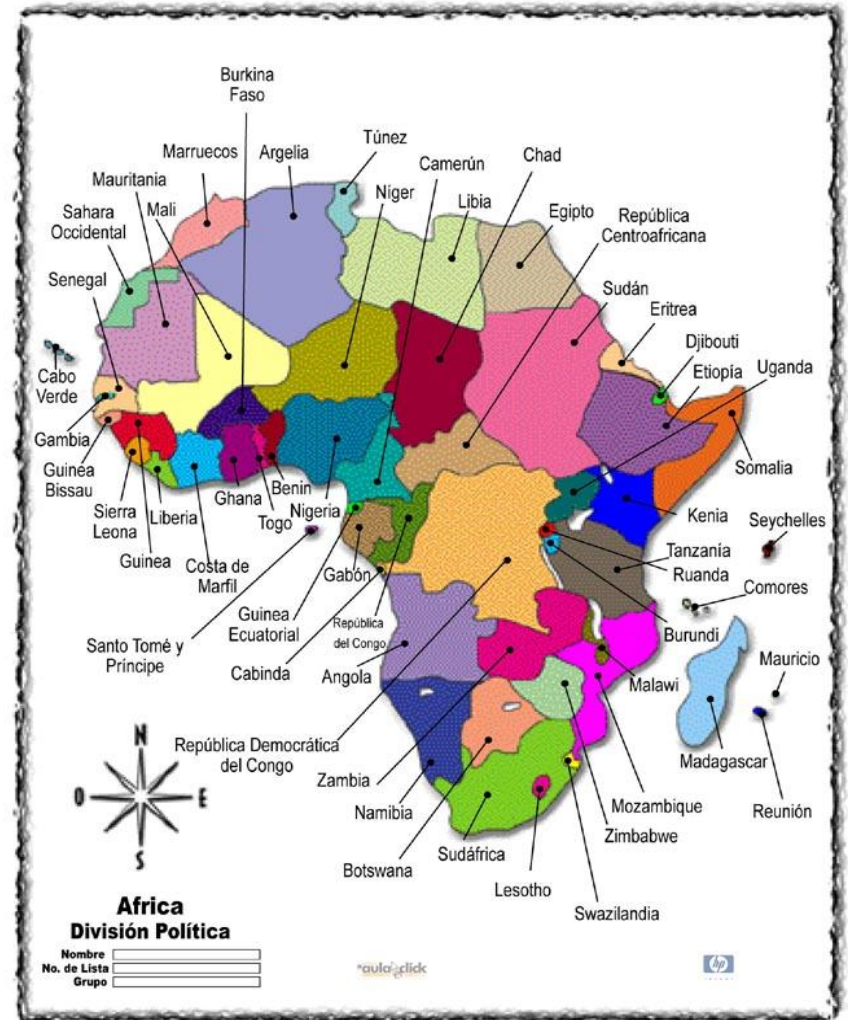 Burkina
Faso
Túnez
Marruecos
Argelia
Camerún
Chad
Mauritania
Níger
Libia
República
Centroafricana
Sahara
Occidental
Mali
Egipto
Senegal
Sudán
Eritrea
Djibouti
Uganda
Etiopía
Cabo
Verde
Gambia
Guinea
Bissau
Somalia
Sierra
Leona
Liberia
Ghana
Togo
Benin
Nigeria
Kenia
Seychelles
Guinea
Costa de
Marfil
Gabón
Tanzanía
Ruanda
Comores
Guinea
Ecuatorial
República
del Congo
Burundi
Santo Tomé y
Príncipe
Cabinda
Angola
Malawi
Mauricio
República Democrática
del Congo
Zambia
Madagascar
Namibia
Mozambique
Reunión
Zimbabwe
Botswana
Sudáfrica
Lesotho
Swazilandia
N
O
E
S
Africa
División Política
Nombre
No. de Lista
Grupo
aulaclick
hp